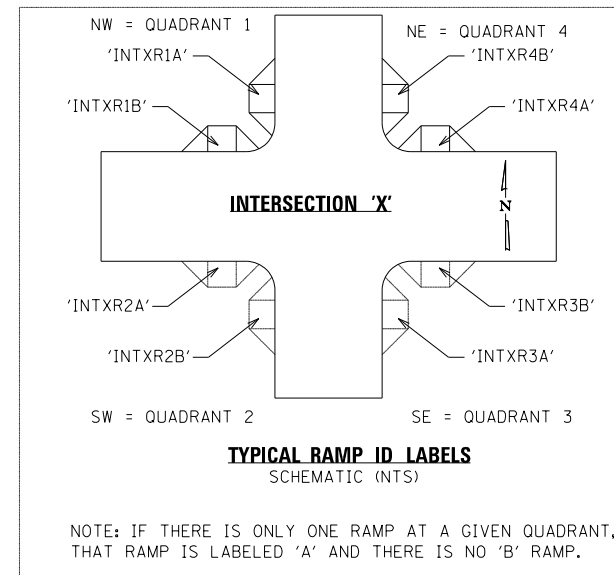 NW = QUADRANT 1
NE = QUADRANT 4
'INTXR1A'
'INTXR4B'
'INTXR1B'
'INTXR4A'
INTERSECTION 'X'
N
'INTXR2A'
'INTXR3B'
'INTXR2B'
'INTXR3A'
SW = QUADRANT 2
SE = QUADRANT 3
TYPICAL RAMP ID LABELS
SCHEMATIC (NTS)
NOTE: IF THERE IS ONLY ONE RAMP AT A GIVEN QUADRANT,
THAT RAMP IS LABELED 'A' AND THERE IS NO 'B' RAMP.